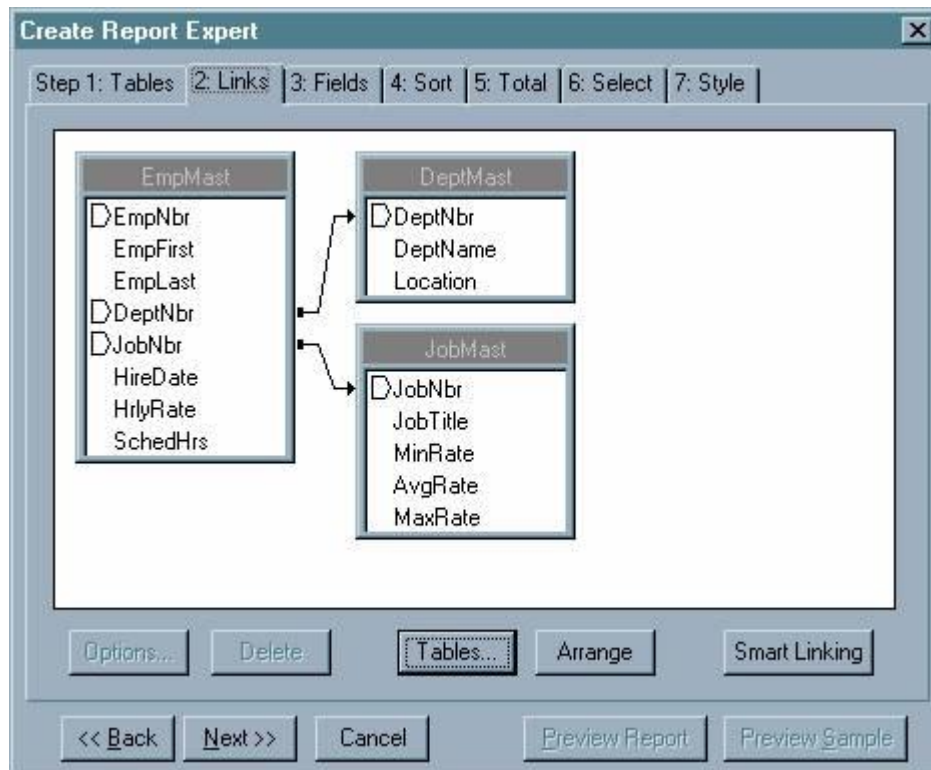 Create Report Expert
Step 1: Tables 2: Links 3: Fields 4: Sort 5: Total 6: Select 7: Style
EmpMast
EmpNbr
EmpFirst
EmpLast
DeptNbr
JobNbr
HireDate
HrlyRate
SchedHrs
DeptMast
DeptNbr
DeptName
Location
JobMast
JobNbr
JobTitle
MinRate
AvgRate
MaxRate
Options... Delete Tables... Arrange Smart Linking
<< Back Next >> Cancel Preview Report Preview Sample